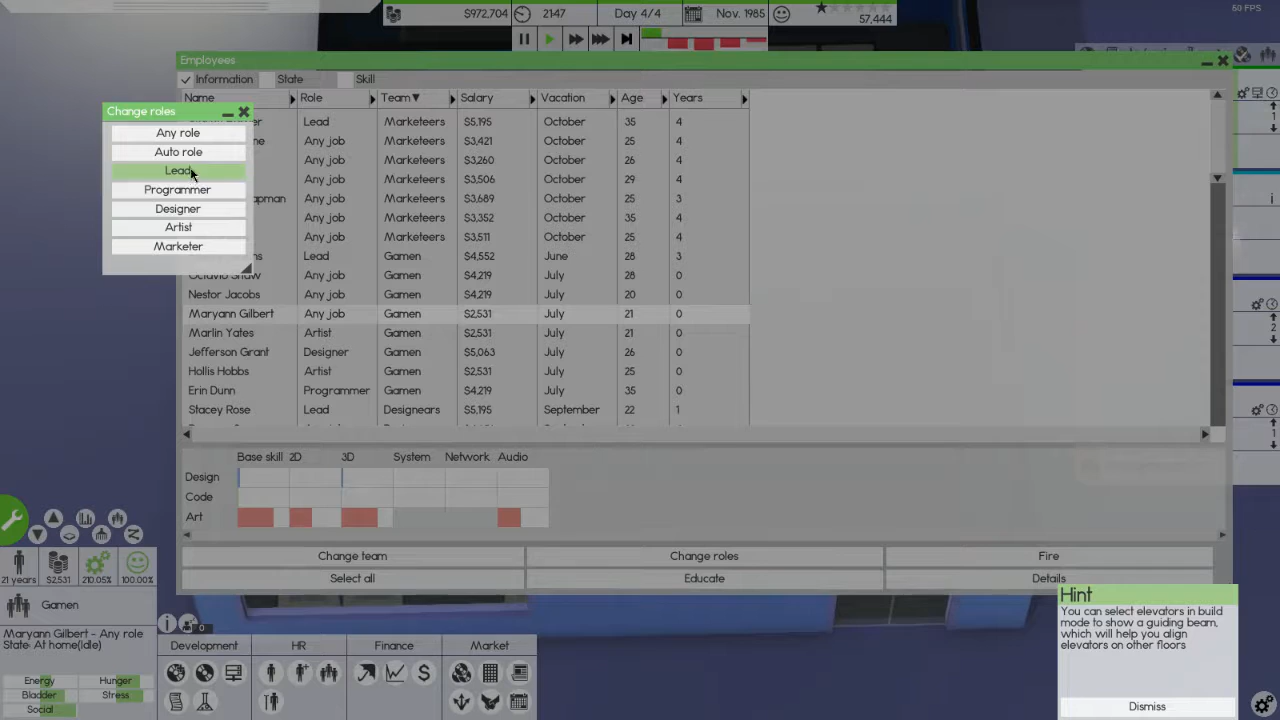 $972,704
21:47
Day 4/4
Nov. 1985
57,444
50 FPS
Employees
Information
State
Skill
Name
Role
Team▼
Salary
Vacation
Age
Years
Lead Marketeers $5,195 October 35 4
Any job Marketeers $3,421 October 25 4
Any job Marketeers $3,260 October 26 4
Any job Marketeers $3,506 October 29 4
Any job Marketeers $3,689 October 25 3
Any job Marketeers $3,352 October 35 4
Any job Marketeers $3,511 October 25 4
Lead Gamen $4,552 June 28 3
Octavio Shaw Any job Gamen $4,219 July 28 0
Nestor Jacobs Any job Gamen $4,219 July 20 0
Maryann Gilbert Any job Gamen $2,531 July 21 0
Marlin Yates Artist Gamen $2,531 July 21 0
Jefferson Grant Designer Gamen $5,063 July 26 0
Hollis Hobbs Artist Gamen $2,531 July 25 0
Erin Dunn Programmer Gamen $4,219 July 35 0
Stacey Rose Lead Designears $5,195 September 22 1
Change roles
Any role
Auto role
Lead
Programmer
Designer
Artist
Marketer
Base skill 2D 3D System Network Audio
Design
Code
Art
Change team
Change roles
Fire
Select all
Educate
Details
21 years
$2,531
210.05%
100.00%
Gamen
Maryann Gilbert - Any role
State: At home(Idle)
Energy
Hunger
Bladder
Stress
Social
0
Development
HR
Finance
Market
Hint
You can select elevators in build
mode to show a guiding beam,
which will help you align
elevators on other floors
Dismiss
1
i
2
1